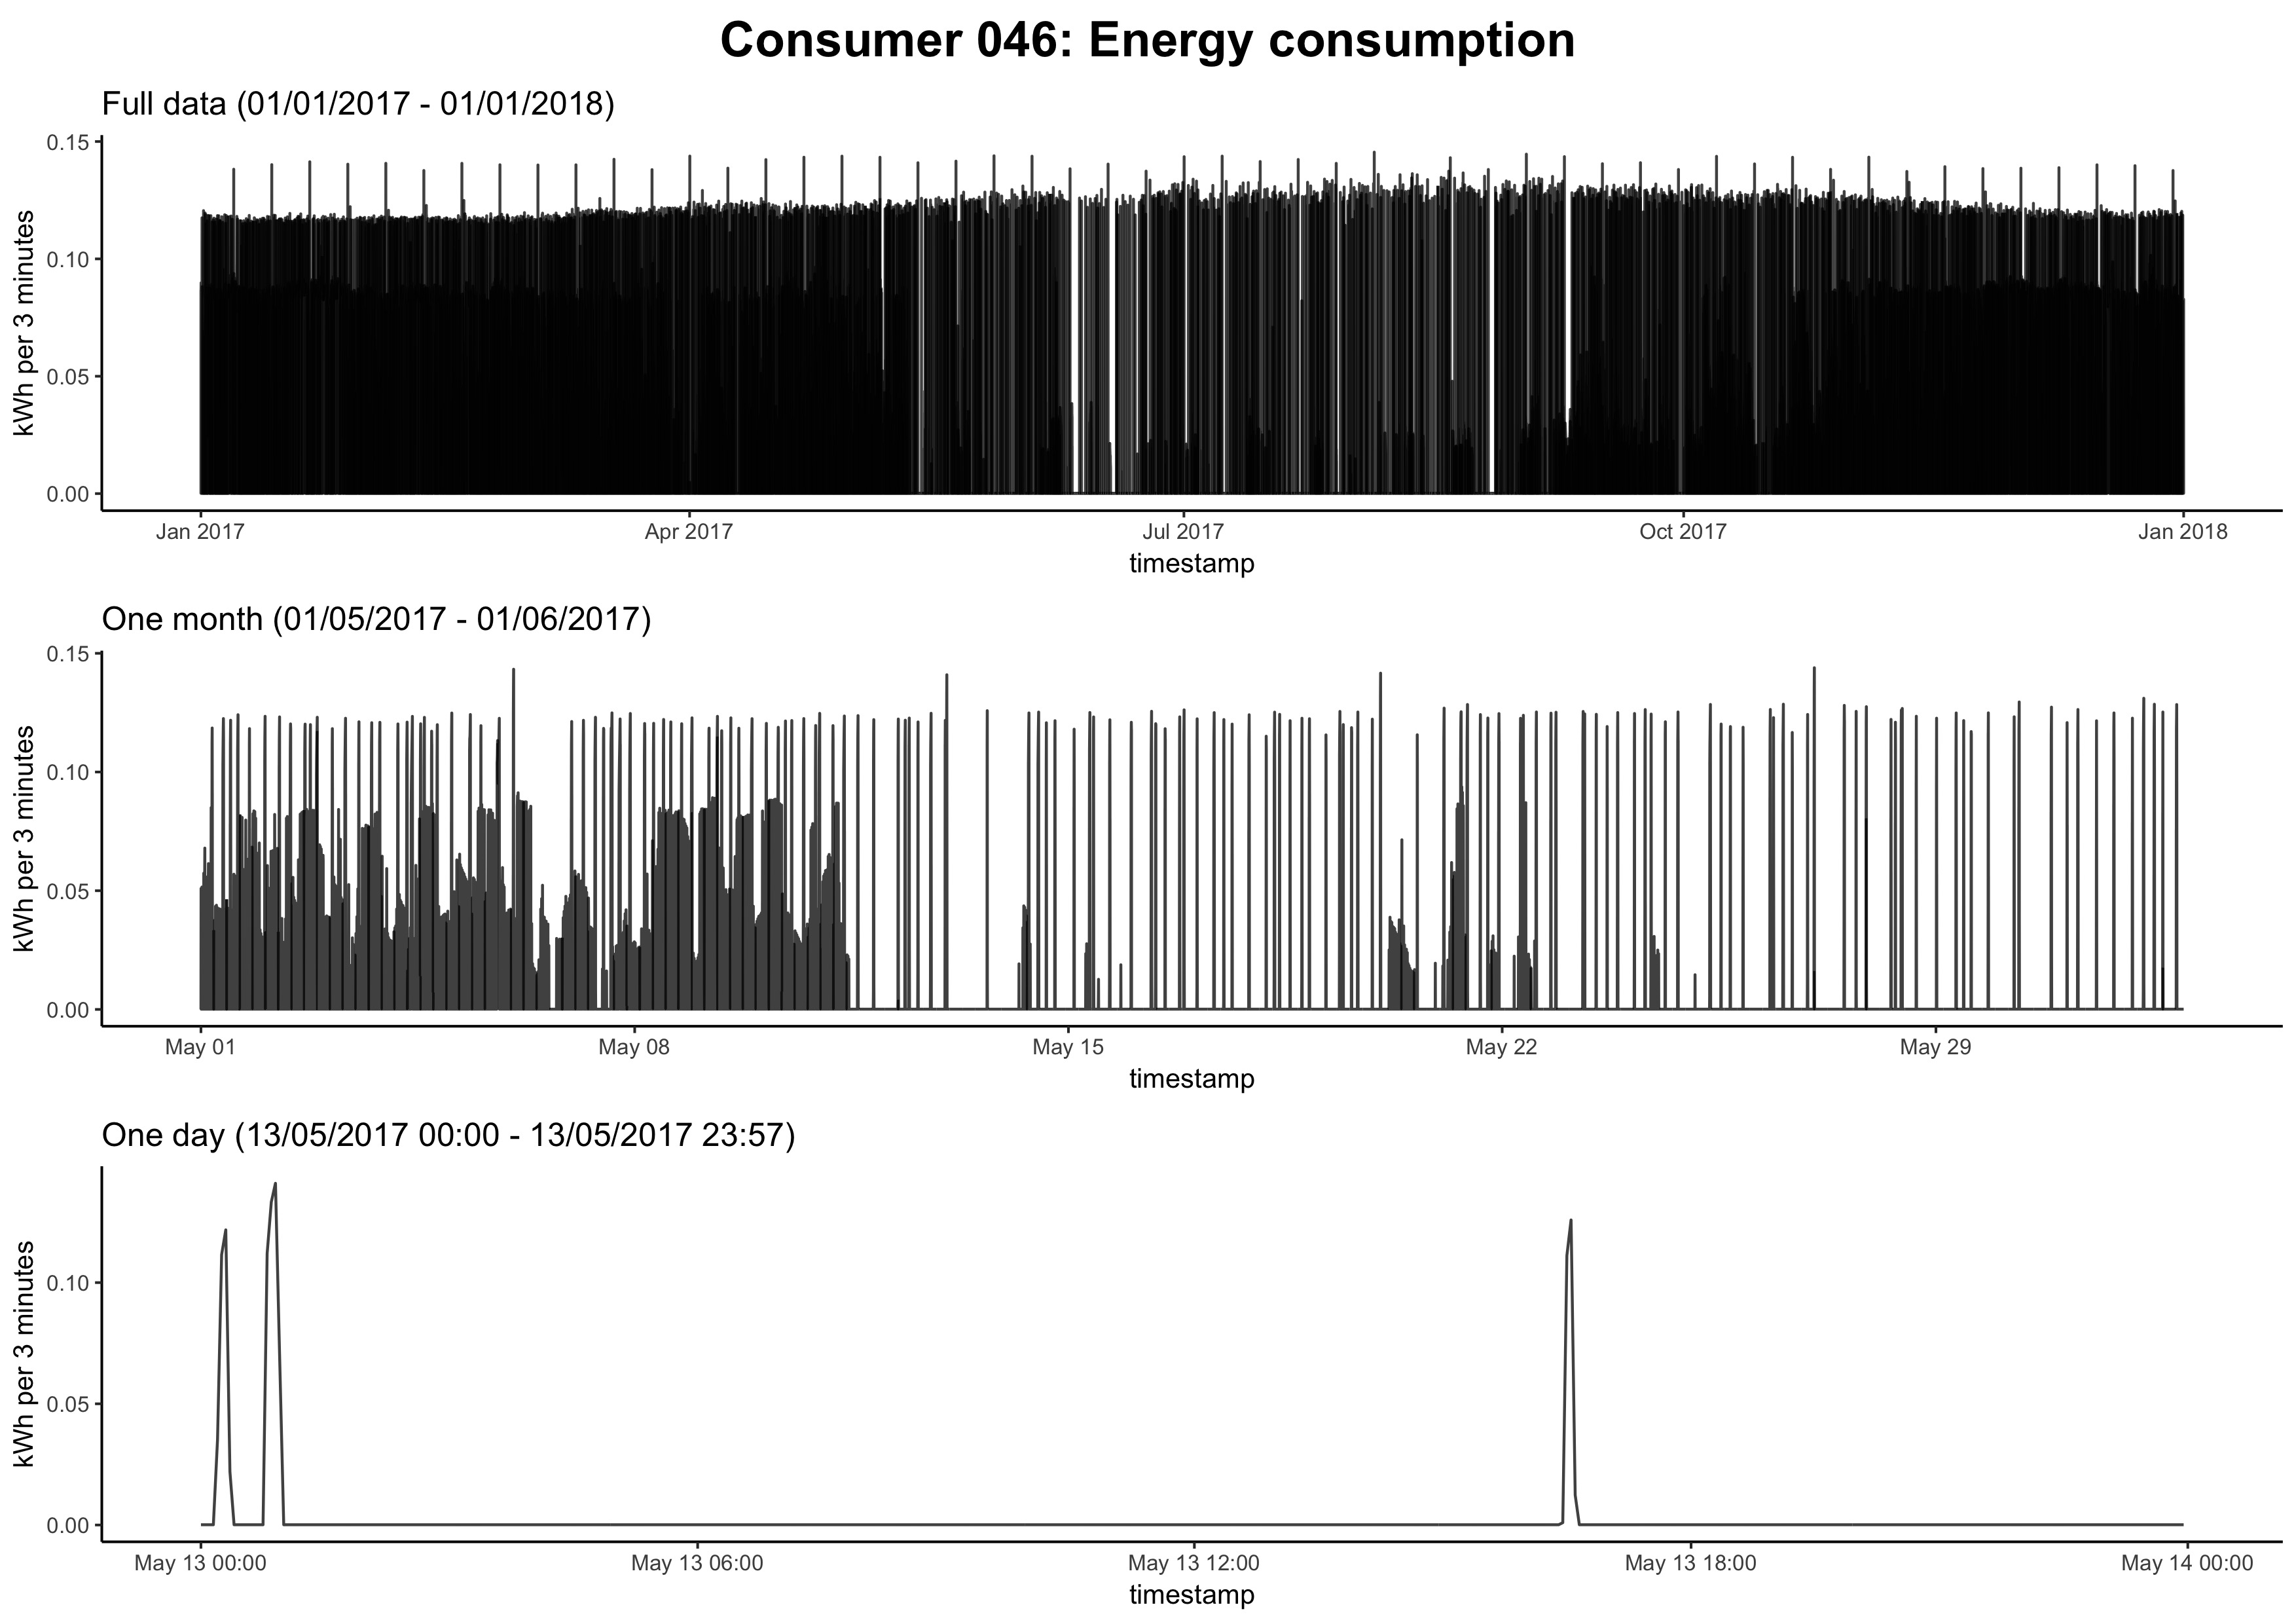 Consumer 046: Energy consumption
Full data (01/01/2017 - 01/01/2018)
kWh per 3 minutes
0.15
0.10
0.05
0.00
Jan 2017 Apr 2017 Jul 2017 Oct 2017 Jan 2018
timestamp
One month (01/05/2017 - 01/06/2017)
kWh per 3 minutes
0.15
0.10
0.05
0.00
May 01 May 08 May 15 May 22 May 29
timestamp
One day (13/05/2017 00:00 - 13/05/2017 23:57)
kWh per 3 minutes
0.10
0.05
0.00
May 13 00:00 May 13 06:00 May 13 12:00 May 13 18:00 May 14 00:00
timestamp